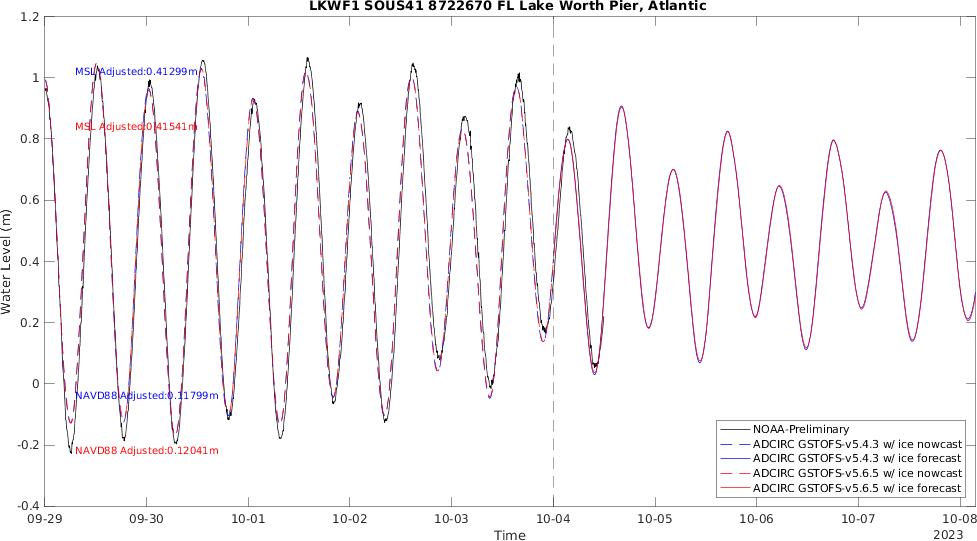 LKWF1 SOUS41 8722670 FL Lake Worth Pier, Atlantic
1.2
1
0.8
0.6
0.4
0.2
0
-0.2
-0.4
Water Level (m)
MSL Adjusted:0.41299m
MSL Adjusted:0.41541m
NAVD88 Adjusted:0.11799m
NAVD88 Adjusted:0.12041m
NOAA-Preliminary
ADCIRC GSTOFS-v5.4.3 w/ ice nowcast
ADCIRC GSTOFS-v5.4.3 w/ ice forecast
ADCIRC GSTOFS-v5.6.5 w/ ice nowcast
ADCIRC GSTOFS-v5.6.5 w/ ice forecast
09-29 09-30 10-01 10-02 10-03 10-04 10-05 10-06 10-07 10-08
Time
2023